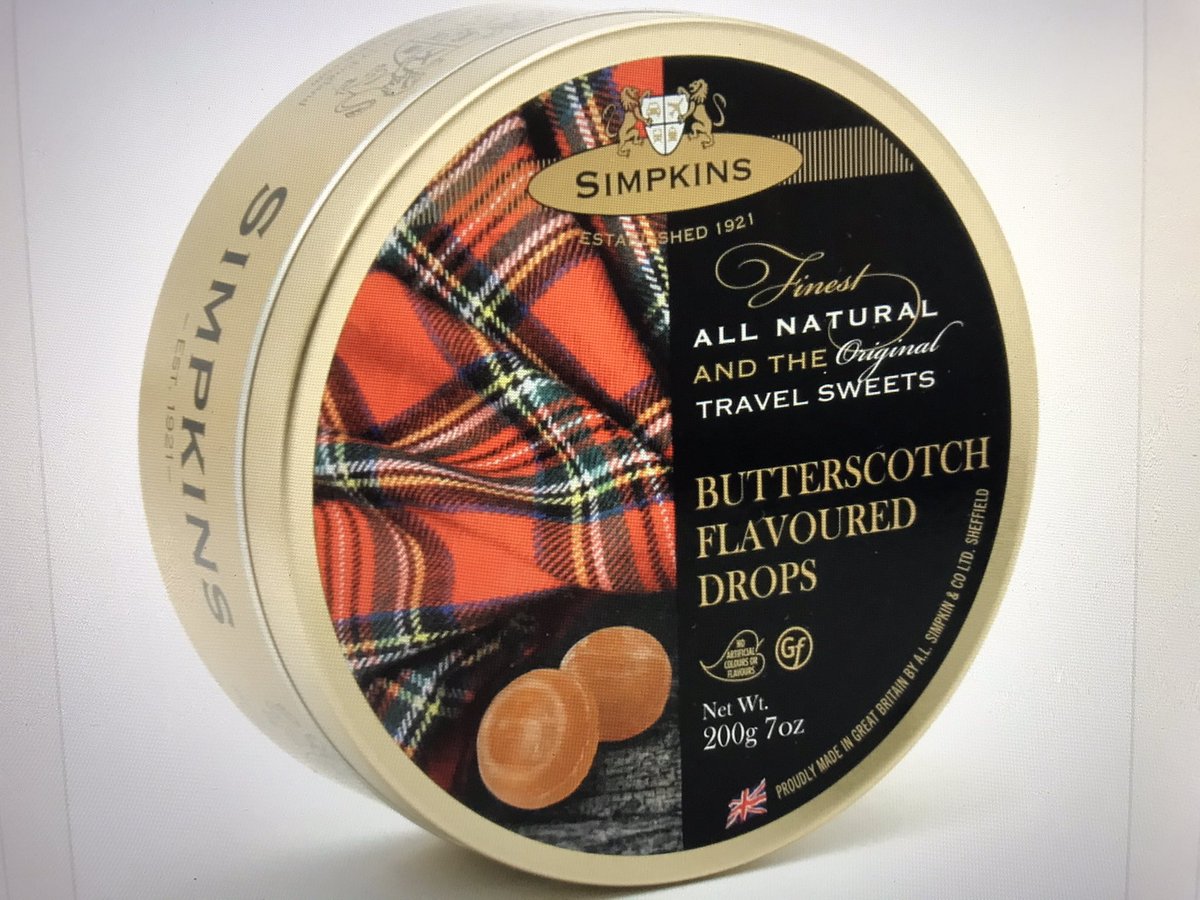 SIMPKINS
ESTABLISHED 1921
Finest
ALL NATURAL
AND THE Original
TRAVEL SWEETS
BUTTERSCOTCH
FLAVOURED
DROPS
NO
ARTIFICIAL
COLOURS OR
FLAVOURS
Gf
Net Wt.
200g 7oz
PROUDLY MADE IN GREAT BRITAIN BY A.L. SIMPKIN & CO LTD. SHEFFIELD
SIMPKINS
EST. 1921